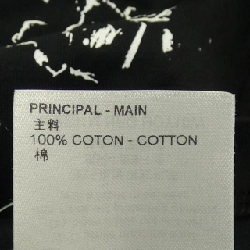 PRINCIPAL - MAIN
主料
100% COTON - COTTON
棉